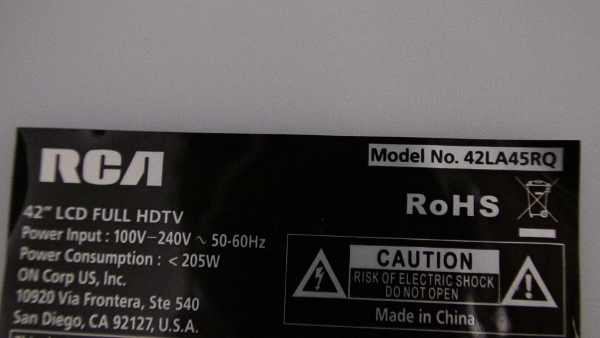 RCA
Model No. 42LA45RQ
RoHS
42" LCD FULL HDTV
Power Input : 100V-240V ~ 50-60Hz
Power Consumption : < 205W
ON Corp US, Inc.
10920 Via Frontera, Ste 540
San Diego, CA 92127, U.S.A.
CAUTION
RISK OF ELECTRIC SHOCK
DO NOT OPEN
Made in China